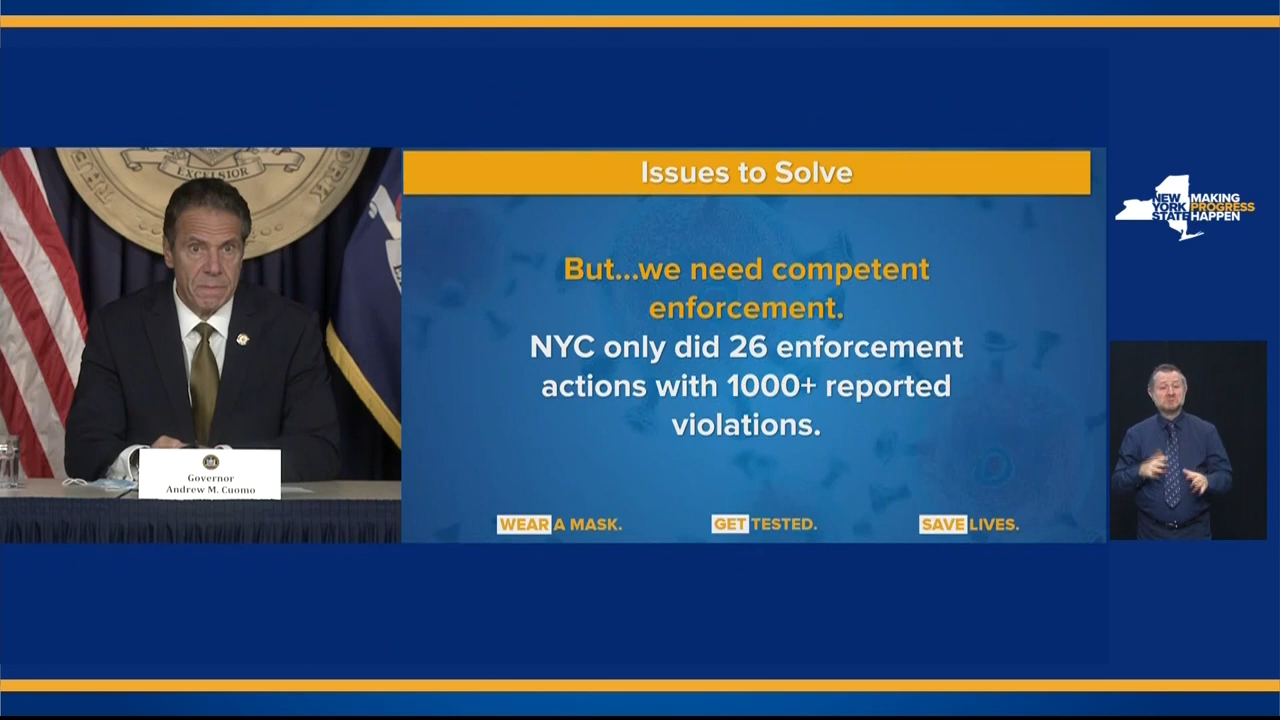 EXCELSIOR
Governor
Andrew M. Cuomo
Issues to Solve
But...we need competent
enforcement.
NYC only did 26 enforcement
actions with 1000+ reported
violations.
WEAR A MASK.
GET TESTED.
SAVE LIVES.
NEW
YORK
STATE
MAKING
PROGRESS
HAPPEN